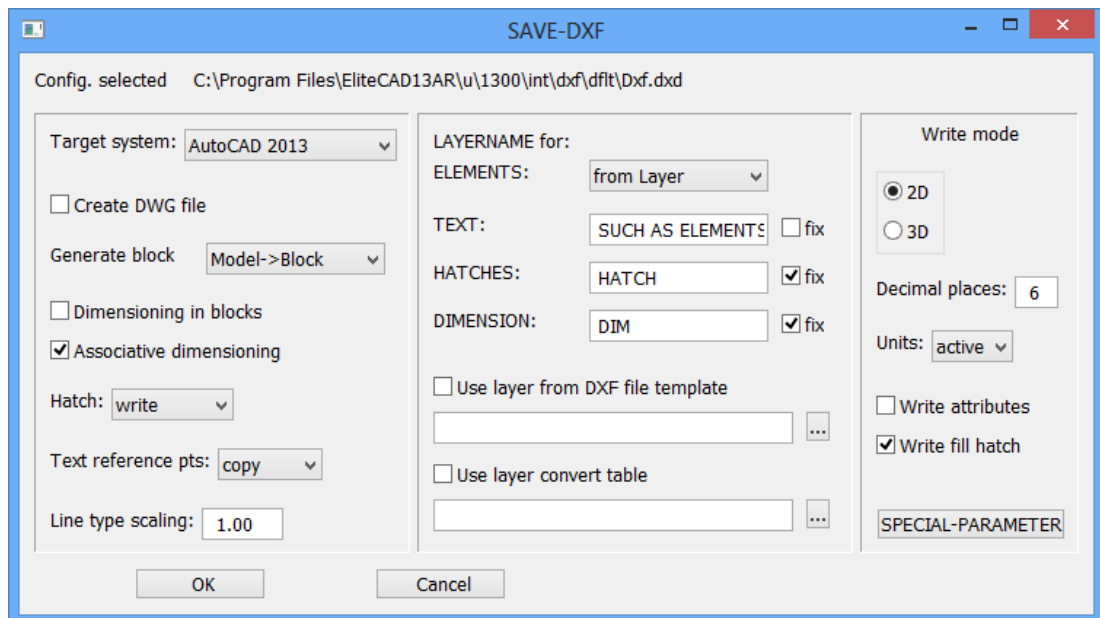 SAVE-DXF
Config. selected C:\Program Files\EliteCAD13AR\u\1300\int\dxf\dflt\Dxf.dxd
Target system: AutoCAD 2013
Create DWG file
Generate block Model->Block
Dimensioning in blocks
Associative dimensioning
Hatch: write
Text reference pts: copy
Line type scaling: 1.00
LAYERNAME for:
ELEMENTS: from Layer
TEXT: SUCH AS ELEMENTS fix
HATCHES: HATCH fix
DIMENSION: DIM fix
Use layer from DXF file template
...
Use layer convert table
...
Write mode
2D
3D
Decimal places: 6
Units: active
Write attributes
Write fill hatch
SPECIAL-PARAMETER
OK Cancel